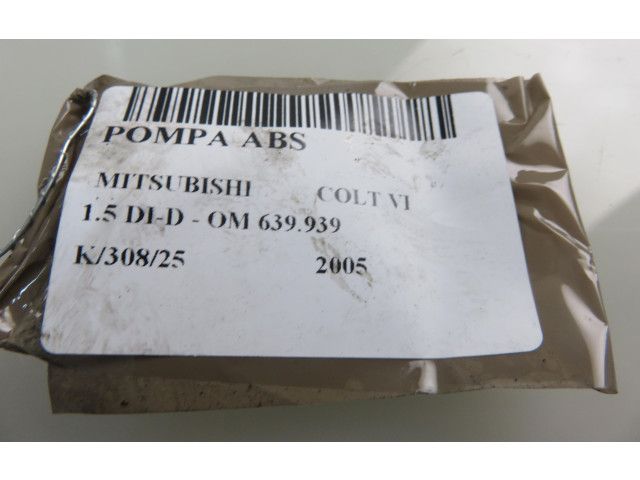 POMPA ABS
MITSUBISHI COLT VI
1.5 DI-D - OM 639.939
K/308/25 2005